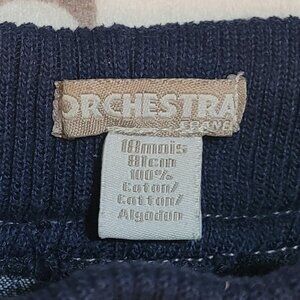 ORCHESTRA
18mois
81cm
100%
Coton/
Cotton/
Algodon